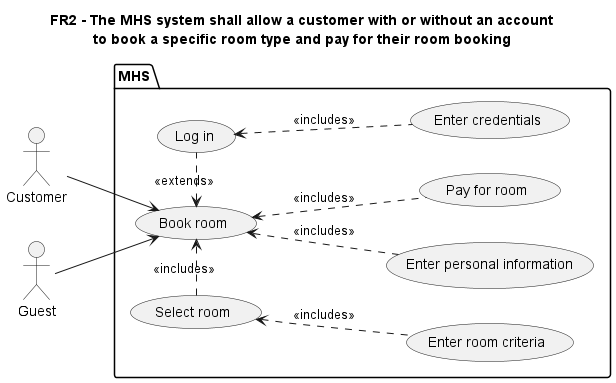 FR2 - The MHS system shall allow a customer with or without an account
to book a specific room type and pay for their room booking
MHS
«includes»
Enter credentials
Log in
«extends»
Customer
«includes»
Pay for room
Book room
«includes»
Enter personal information
«includes»
Guest
Select room
«includes»
Enter room criteria